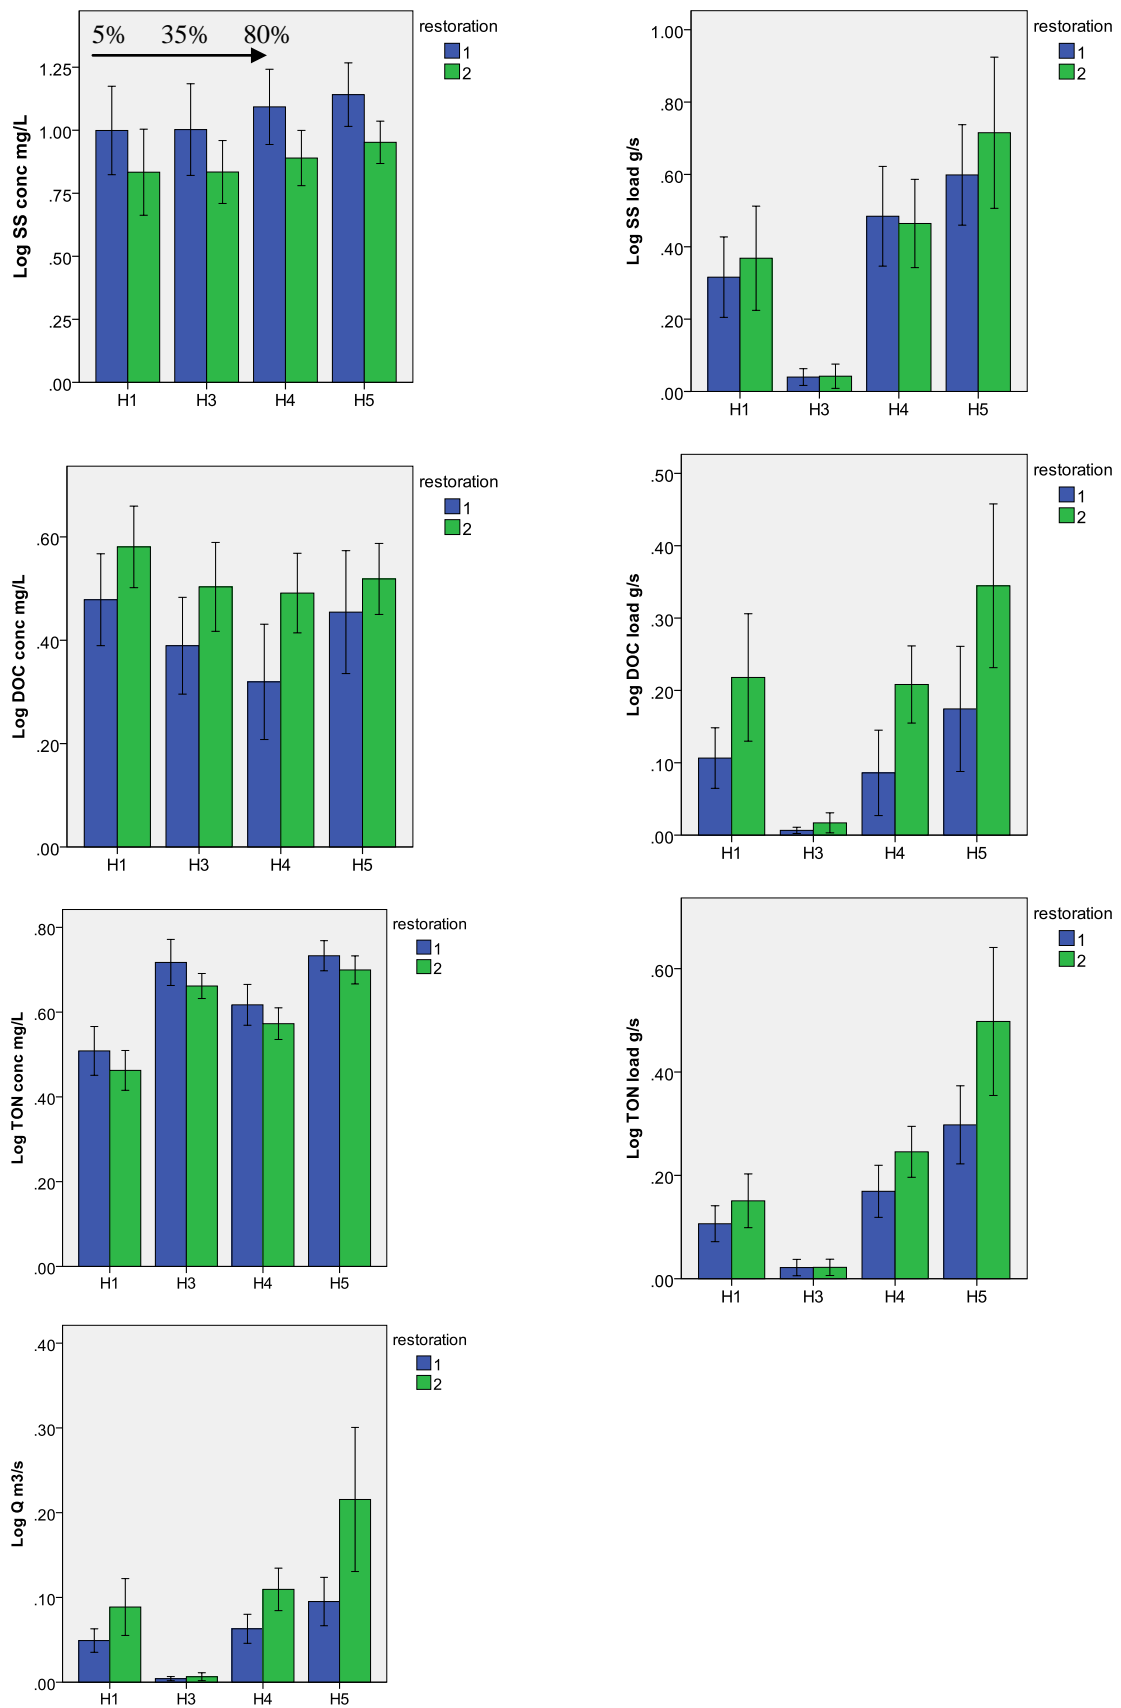 5% 35% 80%
restoration
1
2
1.25
1.00
.75
.50
.25
.00
Log SS conc mg/L
H1 H3 H4 H5
restoration
1
2
1.00
.80
.60
.40
.20
.00
Log SS load g/s
H1 H3 H4 H5
restoration
1
2
.60
.40
.20
.00
Log DOC conc mg/L
H1 H3 H4 H5
restoration
1
2
.50
.40
.30
.20
.10
.00
Log DOC load g/s
H1 H3 H4 H5
restoration
1
2
.80
.60
.40
.20
.00
Log TON conc mg/L
H1 H3 H4 H5
restoration
1
2
.60
.40
.20
.00
Log TON load g/s
H1 H3 H4 H5
restoration
1
2
.40
.30
.20
.10
.00
Log Q m3/s
H1 H3 H4 H5